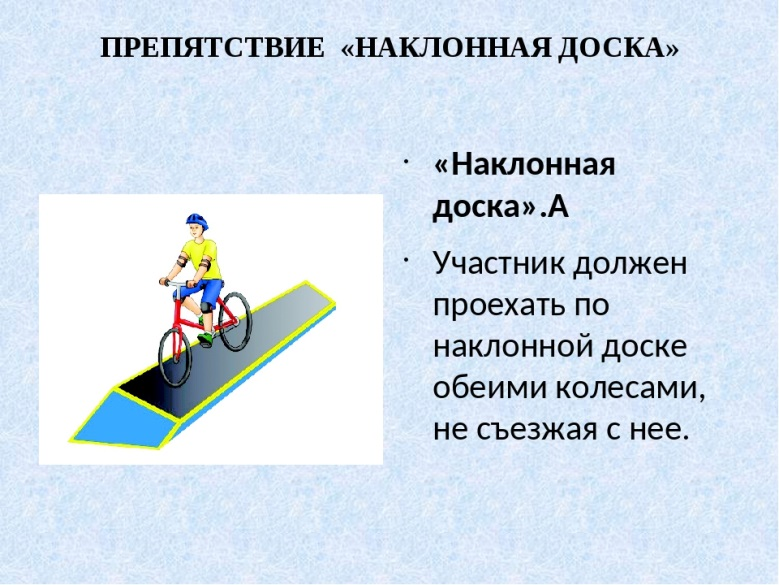 ПРЕПЯТСТВИЕ «НАКЛОННАЯ ДОСКА»
• «Наклонная
доска».А
• Участник должен
проехать по
наклонной доске
обеими колесами,
не съезжая с нее.